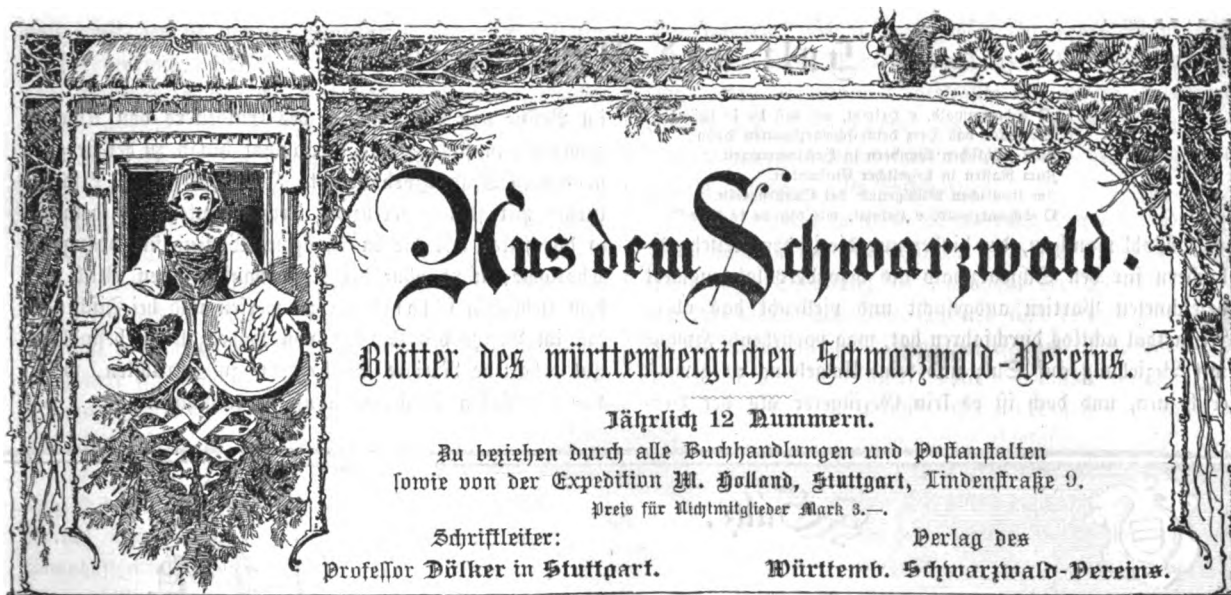 Aus dem Schwarzwald.
Blätter des württembergischen Schwarzwald-Vereins.
Jährlich 12 Nummern.
Zu beziehen durch alle Buchhandlungen und Postanstalten
sowie von der Expedition M. Holland, Stuttgart, Lindenstraße 9.
Preis für Nichtmitglieder Mark 3.—.
Schriftleiter:
Professor Dölker in Stuttgart.
Verlag des
Württemb. Schwarzwald-Vereins.